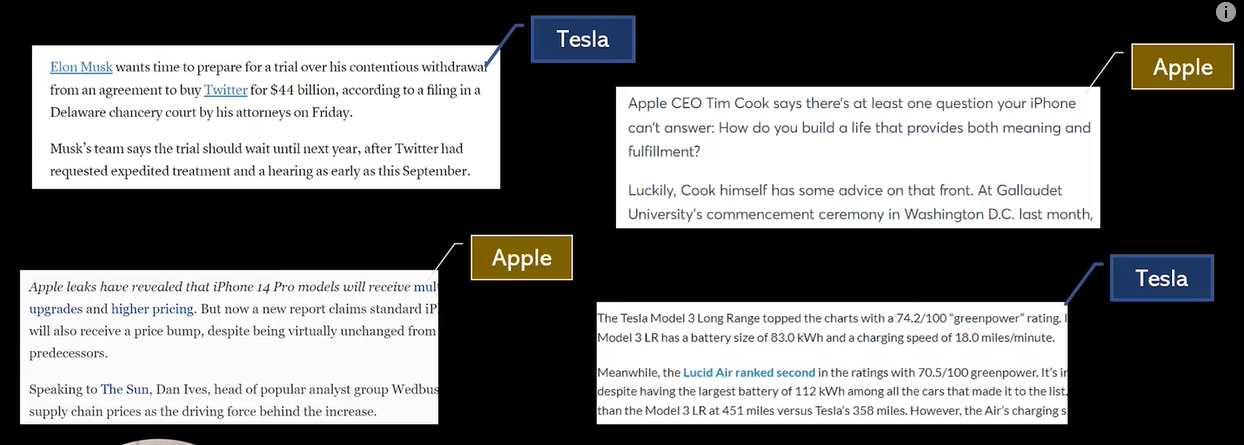 Tesla
Elon Musk wants time to prepare for a trial over his contentious withdrawal
from an agreement to buy Twitter for $44 billion, according to a filing in a
Delaware chancery court by his attorneys on Friday.
Musk's team says the trial should wait until next year, after Twitter had
requested expedited treatment and a hearing as early as this September.
Apple
Apple CEO Tim Cook says there's at least one question your iPhone
can't answer: How do you build a life that provides both meaning and
fulfillment?
Luckily, Cook himself has some advice on that front. At Gallaudet
University's commencement ceremony in Washington D.C. last month,
Apple
Apple leaks have revealed that iPhone 14 Pro models will receive
upgrades and higher pricing. But now a new report claims standard
will also receive a price bump, despite being virtually unchanged from
predecessors.
Speaking to The Sun, Dan Ives, head of popular analyst group Wedbus
supply chain prices as the driving force behind the increase.
Tesla
The Tesla Model 3 Long Range topped the charts with a 74.2/100 "greenpower" rating.
Model 3 LR has a battery size of 83.0 kWh and a charging speed of 18.0 miles/minute.
Meanwhile, the Lucid Air ranked second in the ratings with 70.5/100 greenpower. It's
despite having the largest battery of 112 kWh among all the cars that made it to the list.
than the Model 3 LR at 451 miles versus Tesla's 358 miles. However, the Air's charging s